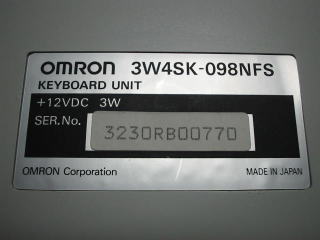 OMRON 3W4SK-098NFS
KEYBOARD UNIT
+12VDC 3W
SER.No. 3230RB00770
OMRON Corporation MADE IN JAPAN